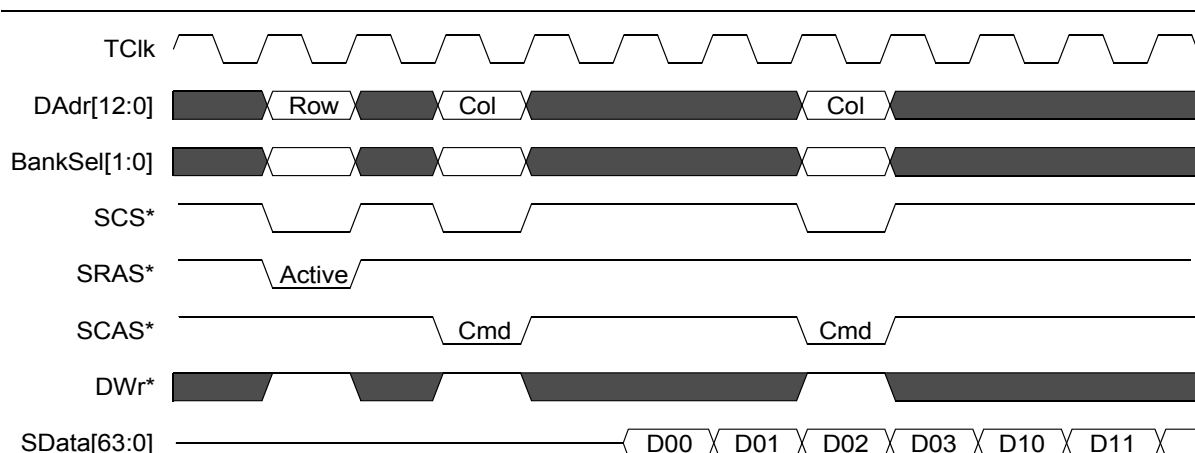 TClk
DAdr[12:0] Row Col Col
BankSel[1:0]
SCS*
SRAS* Active
SCAS* Cmd Cmd
DWr*
SData[63:0] D00 D01 D02 D03 D10 D11